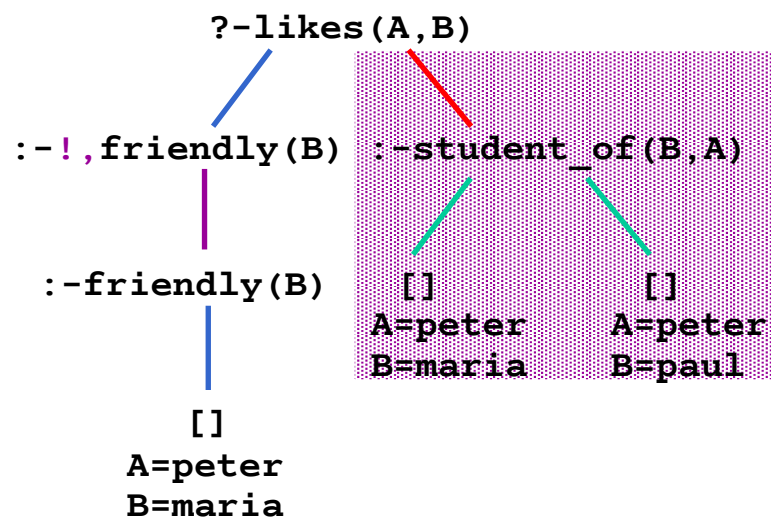 ?-likes(A,B)
:-!,friendly(B) :-student_of(B,A)
:-friendly(B)
[] []
A=peter A=peter
B=maria B=paul
[]
A=peter
B=maria